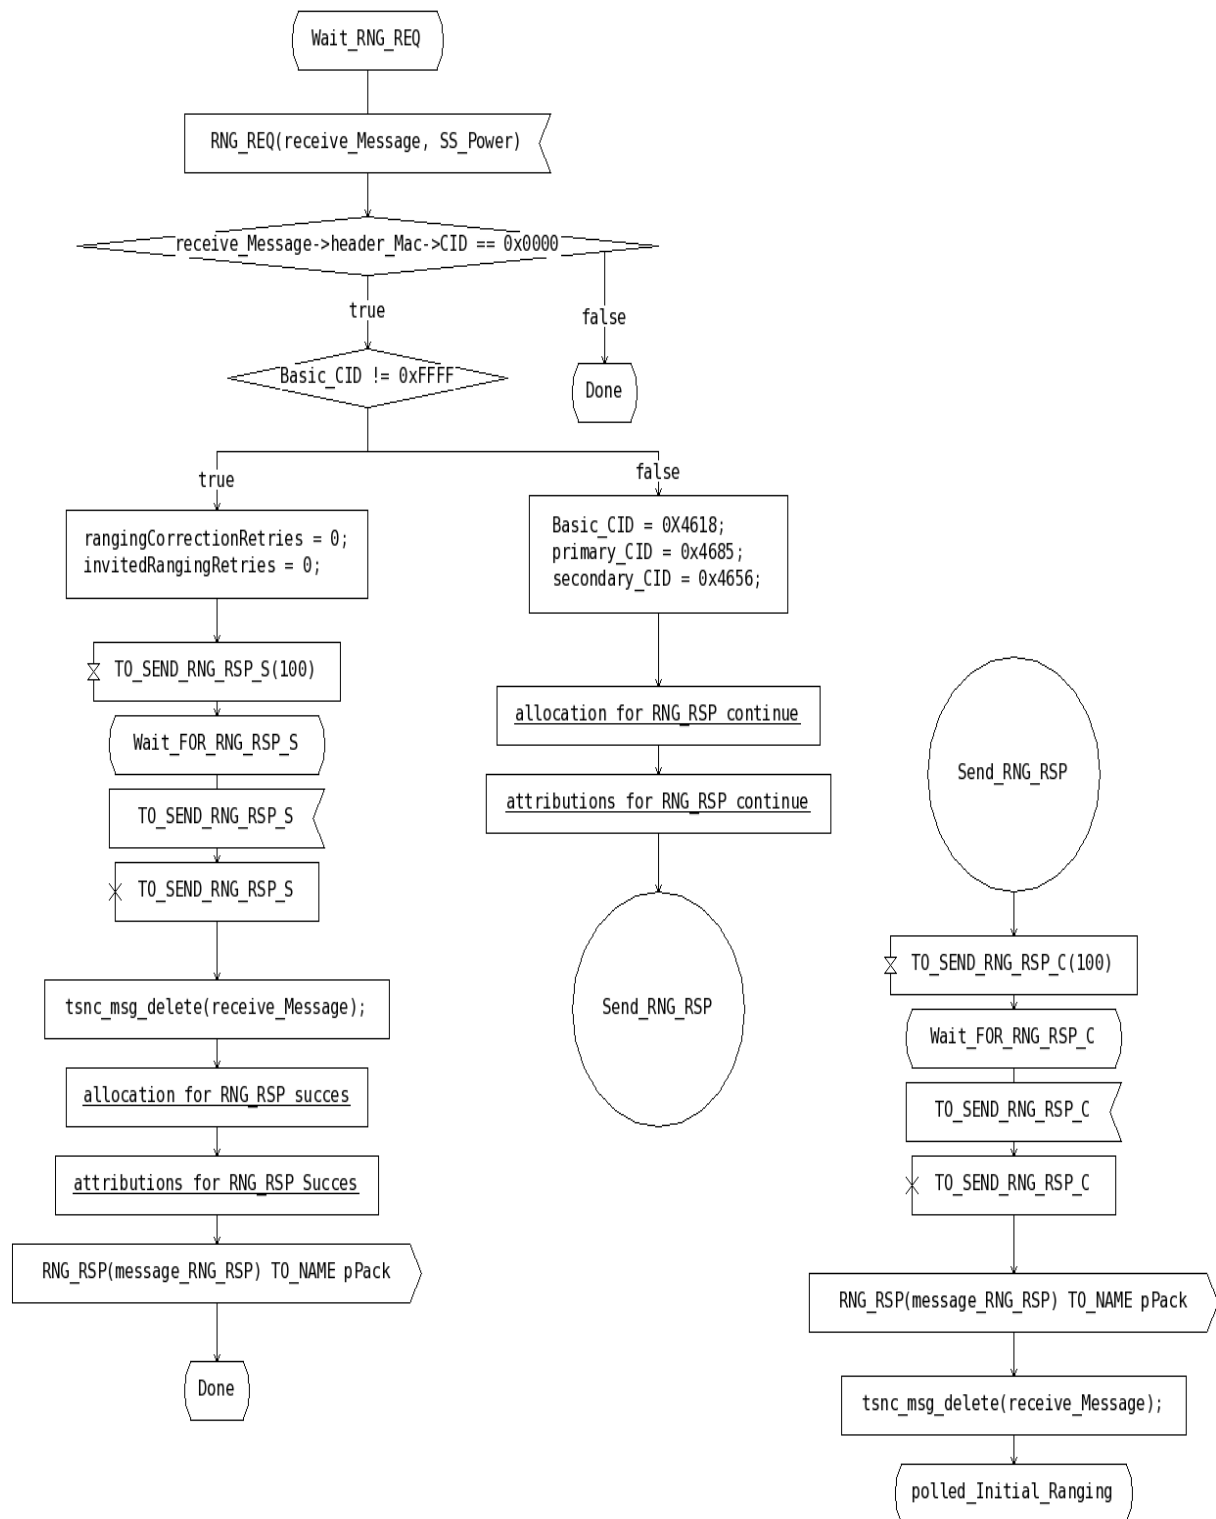 Wait_RNG_REQ
RNG_REQ(receive_Message, SS_Power)
receive_Message->header_Mac->CID == 0x0000
true
false
Basic_CID != 0xFFFF
Done
true
false
rangingCorrectionRetries = 0;
invitedRangingRetries = 0;
Basic_CID = 0X4618;
primary_CID = 0x4685;
secondary_CID = 0x4656;
TO_SEND_RNG_RSP_S(100)
Wait_FOR_RNG_RSP_S
TO_SEND_RNG_RSP_S
TO_SEND_RNG_RSP_S
tsnc_msg_delete(receive_Message);
allocation for RNG_RSP succes
attributions for RNG_RSP Succes
RNG_RSP(message_RNG_RSP) TO_NAME pPack
Done
allocation for RNG_RSP continue
attributions for RNG_RSP continue
Send_RNG_RSP
Send_RNG_RSP
TO_SEND_RNG_RSP_C(100)
Wait_FOR_RNG_RSP_C
TO_SEND_RNG_RSP_C
TO_SEND_RNG_RSP_C
RNG_RSP(message_RNG_RSP) TO_NAME pPack
tsnc_msg_delete(receive_Message);
polled_Initial_Ranging